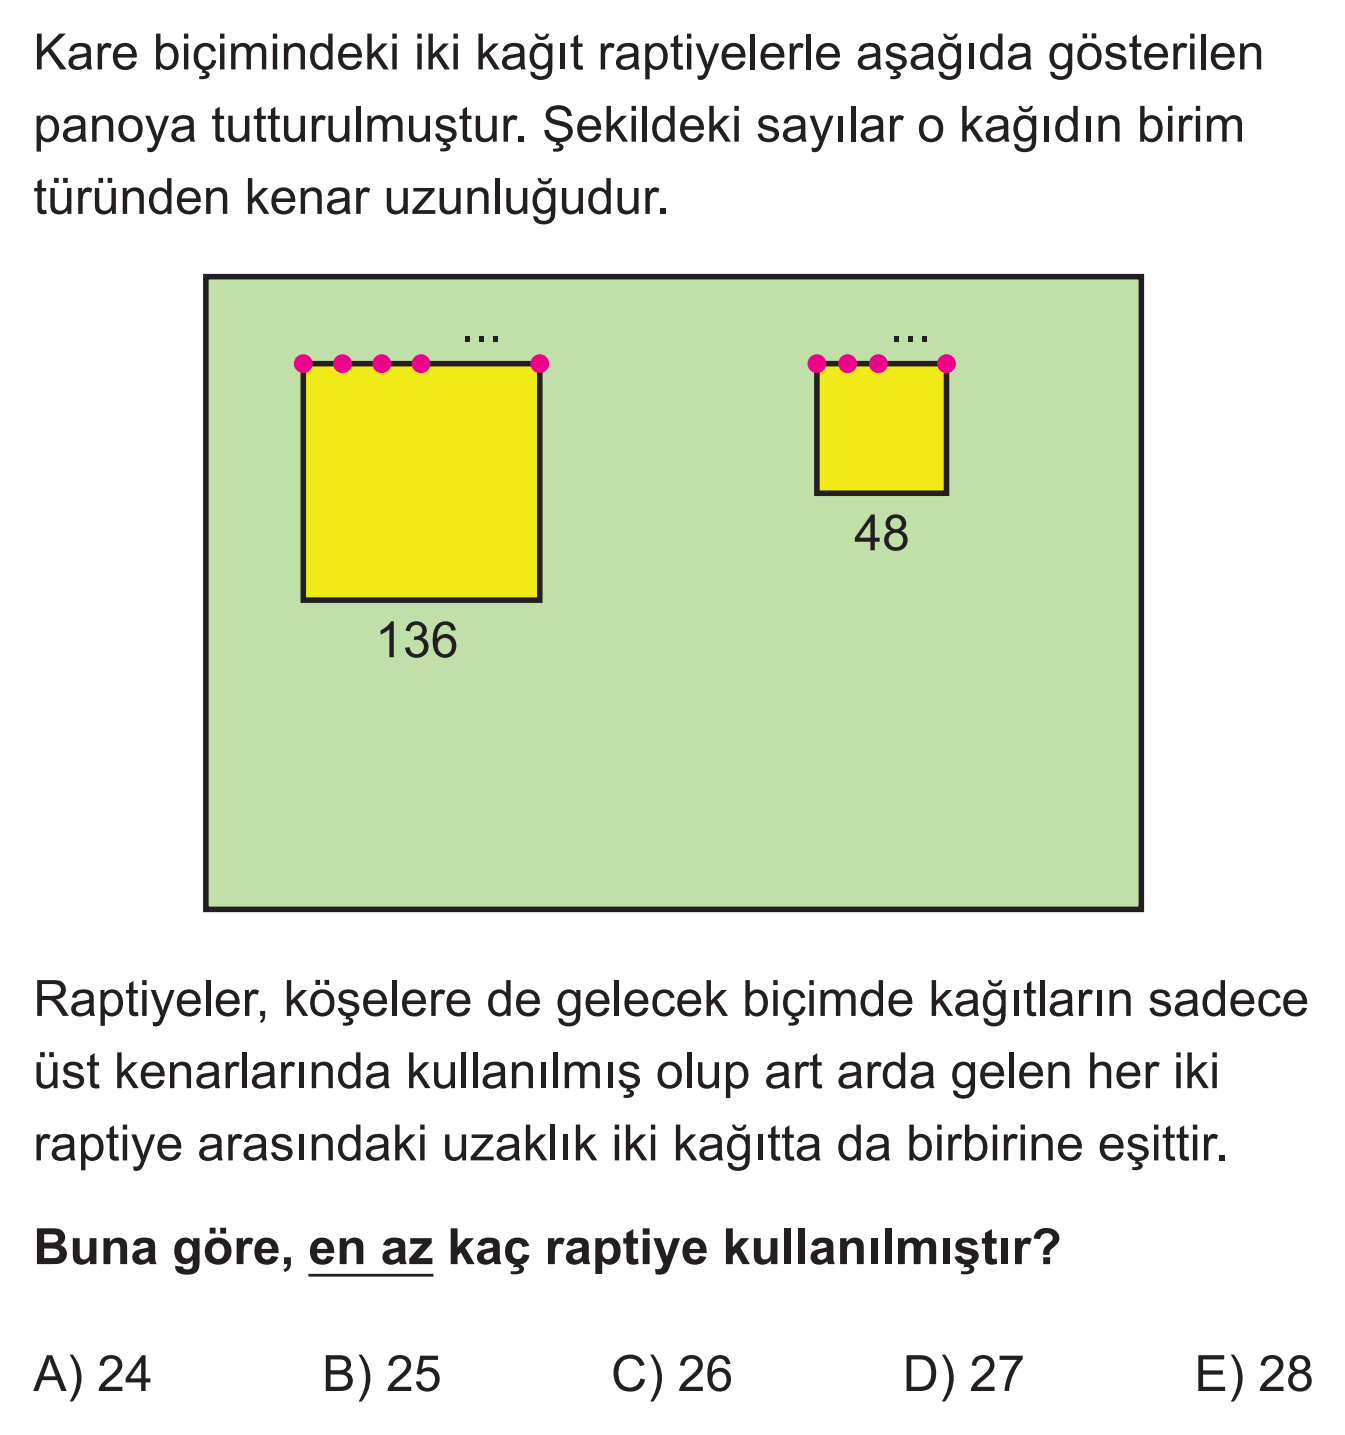 Kare biçimindeki iki kağıt raptiyelerle aşağıda gösterilen
panoya tutturulmuştur. Şekildeki sayılar o kağıdın birim
türünden kenar uzunluğudur.
... ...
48
136
Raptiyeler, köşelere de gelecek biçimde kağıtların sadece
üst kenarlarında kullanılmış olup art arda gelen her iki
raptiye arasındaki uzaklık iki kağıtta da birbirine eşittir.
Buna göre, en az kaç raptiye kullanılmıştır?
A) 24 B) 25 C) 26 D) 27 E) 28